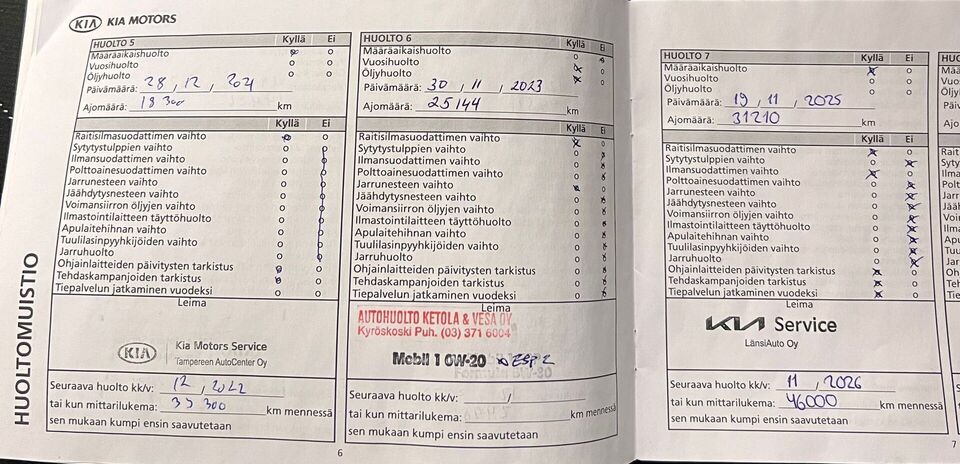 KIA KIA MOTORS
HUOLTOMUISTIO
HUOLTO 5 Kyllä Ei
Määräaikaishuolto
Vuosihuolto
Öljyhuolto
Päivämäärä: 28, 12, 2021
Ajomäärä: 18 300 km
Kyllä Ei
Raitisilmasuodattimen vaihto
Sytytystulppien vaihto
Ilmansuodattimen vaihto
Polttoainesuodattimen vaihto
Jarrunesteen vaihto
Jäähdytysnesteen vaihto
Voimansiirron öljyjen vaihto
Ilmastointilaitteen täyttöhuolto
Apulaitehihnan vaihto
Tuulilasinpyyhkijöiden vaihto
Jarruhuolto
Ohjainlaitteiden päivitysten tarkistus
Tehdaskampanjoiden tarkistus
Tiepalvelun jatkaminen vuodeksi
Leima
KIA Kia Motors Service
Tampereen AutoCenter Oy
Seuraava huolto kk/v: 12, 2022
tai kun mittarilukema: 33 300 km mennessä
sen mukaan kumpi ensin saavutetaan
6
HUOLTO 6 Kyllä Ei
Määräaikaishuolto
Vuosihuolto
Öljyhuolto
Päivämäärä: 30, 11, 2023
Ajomäärä: 25144 km
Kyllä Ei
Raitisilmasuodattimen vaihto
Sytytystulppien vaihto
Ilmansuodattimen vaihto
Polttoainesuodattimen vaihto
Jarrunesteen vaihto
Jäähdytysnesteen vaihto
Voimansiirron öljyjen vaihto
Ilmastointilaitteen täyttöhuolto
Apulaitehihnan vaihto
Tuulilasinpyyhkijöiden vaihto
Jarruhuolto
Ohjainlaitteiden päivitysten tarkistus
Tehdaskampanjoiden tarkistus
Tiepalvelun jatkaminen vuodeksi
Leima
AUTOHUOLTO KETOLA & VESA OY
Kyröskoski Puh. (03) 371 6004
Mobil 1 0W-20 x ESP 2
Seuraava huolto kk/v: /
tai kun mittarilukema: km mennessä
sen mukaan kumpi ensin saavutetaan
HUOLTO 7 Kyllä Ei
Määräaikaishuolto
Vuosihuolto
Öljyhuolto
Päivämäärä: 19, 11, 2025
Ajomäärä: 31210 km
Kyllä Ei
Raitisilmasuodattimen vaihto
Sytytystulppien vaihto
Ilmansuodattimen vaihto
Polttoainesuodattimen vaihto
Jarrunesteen vaihto
Jäähdytysnesteen vaihto
Voimansiirron öljyjen vaihto
Ilmastointilaitteen täyttöhuolto
Apulaitehihnan vaihto
Tuulilasinpyyhkijöiden vaihto
Jarruhuolto
Ohjainlaitteiden päivitysten tarkistus
Tehdaskampanjoiden tarkistus
Tiepalvelun jatkaminen vuodeksi
Leima
KIA Service
LänsiAuto Oy
Seuraava huolto kk/v: 11, 2026
tai kun mittarilukema: 46000 km mennessä
sen mukaan kumpi ensin saavutetaan
7